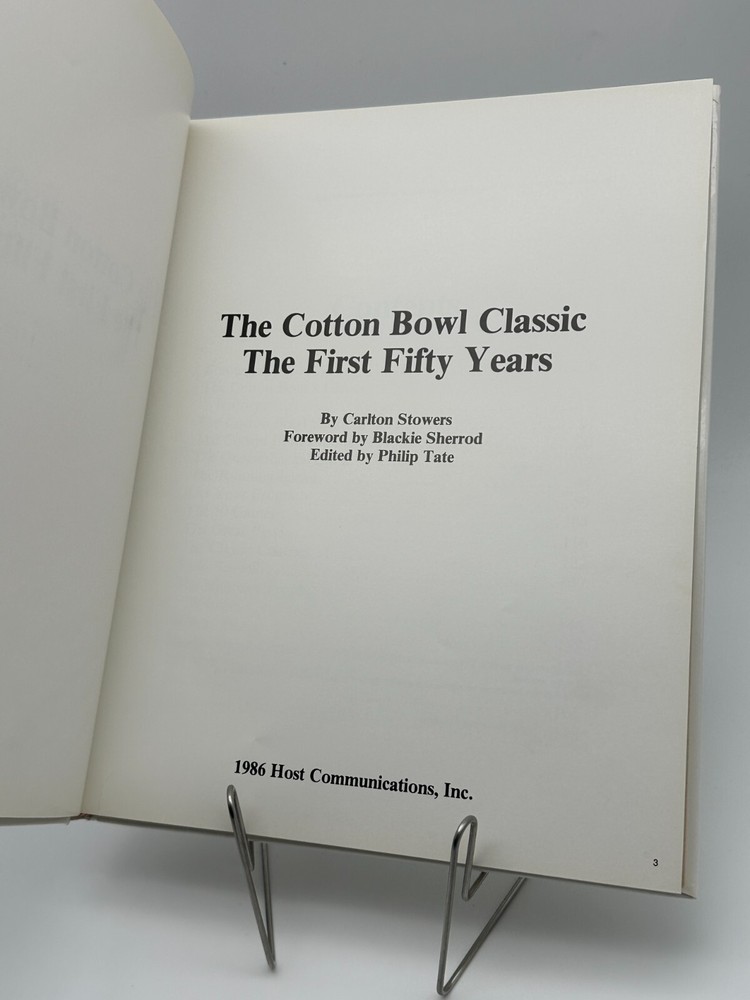 The Cotton Bowl Classic
The First Fifty Years
By Carlton Stowers
Foreword by Blackie Sherrod
Edited by Philip Tate
1986 Host Communications, Inc.
3